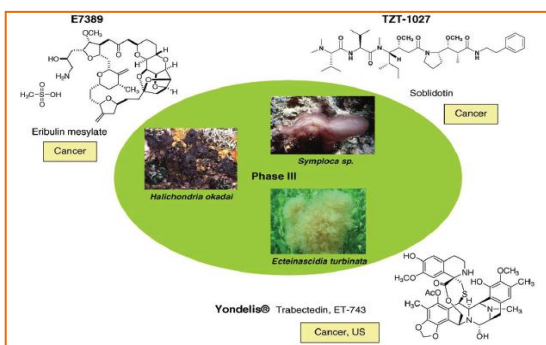 E7389
TZT-1027
Eribulin mesylate
Cancer
Soblidotin
Cancer
Symploca sp.
Phase III
Halichondria okadai
Ecteinascidia turbinata
Yondelis® Trabectedin, ET-743
Cancer, US